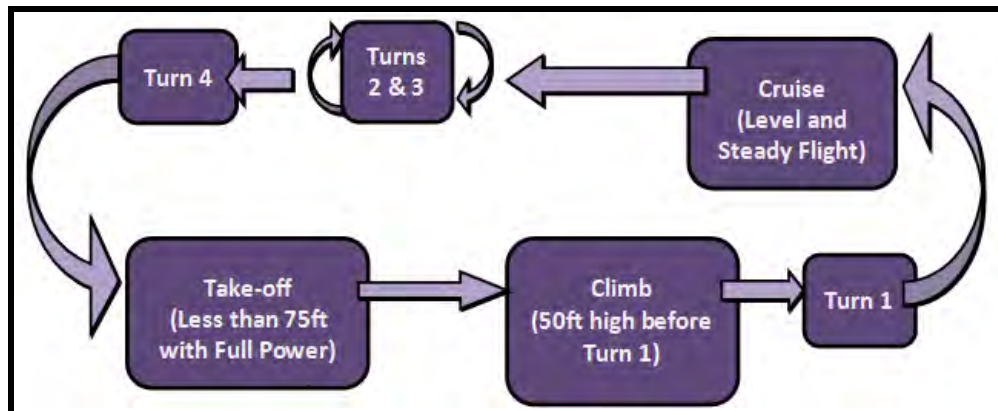 Turn 4
Turns
2 & 3
Cruise
(Level and
Steady Flight)
Take-off
(Less than 75ft
with Full Power)
Climb
(50ft high before
Turn 1)
Turn 1